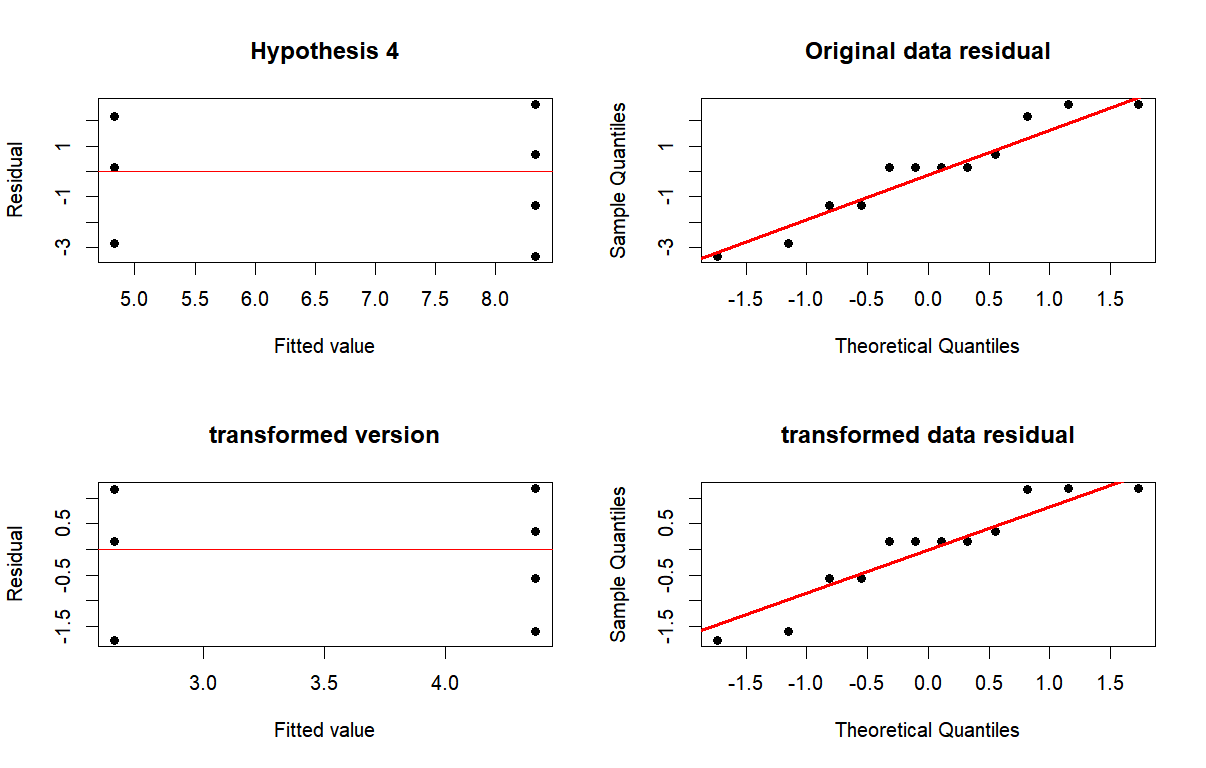 Hypothesis 4
Residual
1
-1
-3
5.0 5.5 6.0 6.5 7.0 7.5 8.0
Fitted value
Original data residual
Sample Quantiles
1
-1
-3
-1.5 -1.0 -0.5 0.0 0.5 1.0 1.5
Theoretical Quantiles
transformed version
Residual
0.5
-0.5
-1.5
3.0 3.5 4.0
Fitted value
transformed data residual
Sample Quantiles
0.5
-0.5
-1.5
-1.5 -1.0 -0.5 0.0 0.5 1.0 1.5
Theoretical Quantiles